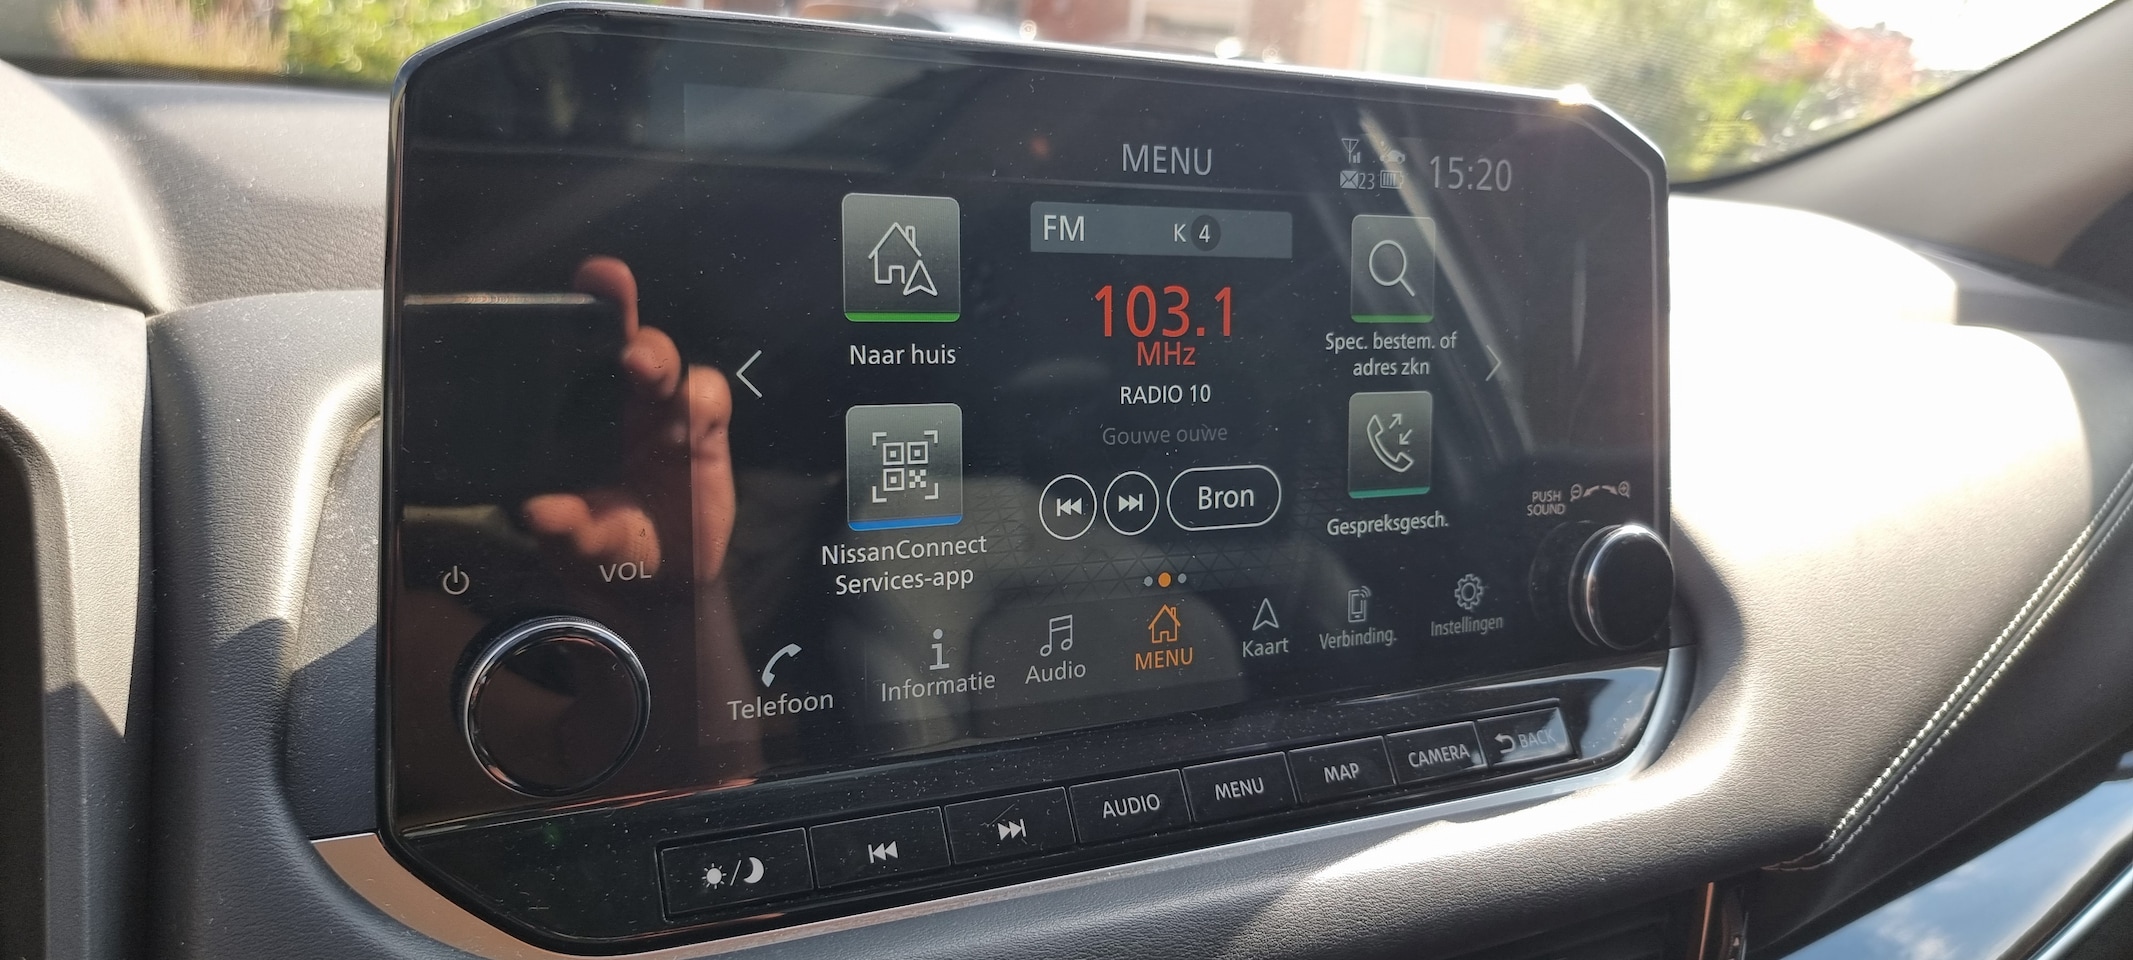 MENU
23
15:20
FM
K 4
103.1
MHz
RADIO 10
Gouwe ouwe
Bron
Naar huis
NissanConnect
Services-app
Spec. bestem. of
adres zkn
Gespreksgesch.
PUSH
SOUND
VOL
Telefoon
Informatie
Audio
MENU
Kaart
Verbinding.
Instellingen
AUDIO
MENU
MAP
CAMERA
BACK